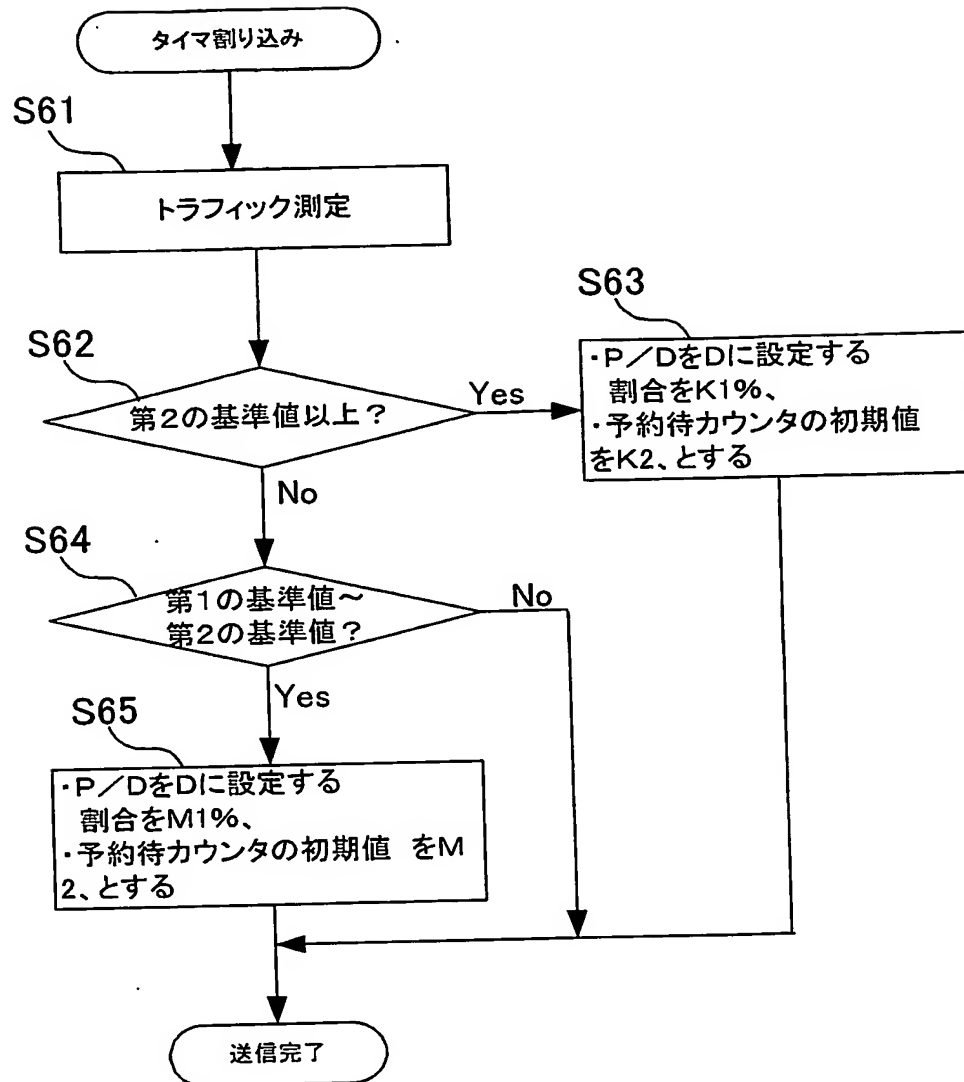 タイマ割り込み
S61
トラフィック測定
S62
第2の基準値以上?
Yes
No
S63
・P/DをDに設定する
割合をK1%、
・予約待カウンタの初期値
をK2、とする
S64
第1の基準値~
第2の基準値?
No
Yes
S65
・P/DをDに設定する
割合をM1%、
・予約待カウンタの初期値 をM
2、とする
送信完了